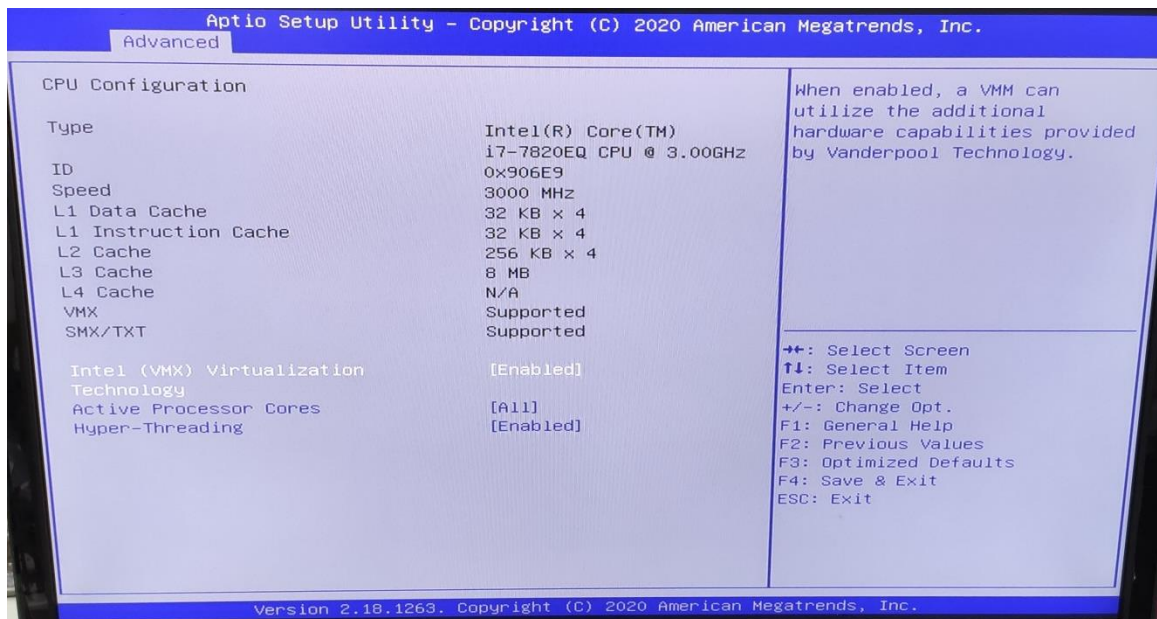 Aptio Setup Utility – Copyright (C) 2020 American Megatrends, Inc.
Advanced
CPU Configuration
Type Intel(R) Core(TM)
i7-7820EQ CPU @ 3.00GHz
ID 0x906E9
Speed 3000 MHz
L1 Data Cache 32 KB x 4
L1 Instruction Cache 32 KB x 4
L2 Cache 256 KB x 4
L3 Cache 8 MB
L4 Cache N/A
VMX Supported
SMX/TXT Supported
Intel (VMX) Virtualization [Enabled]
Technology
Active Processor Cores [All]
Hyper-Threading [Enabled]
When enabled, a VMM can
utilize the additional
hardware capabilities provided
by Vanderpool Technology.
→←: Select Screen
↑↓: Select Item
Enter: Select
+/-: Change Opt.
F1: General Help
F2: Previous Values
F3: Optimized Defaults
F4: Save & Exit
ESC: Exit
Version 2.18.1263. Copyright (C) 2020 American Megatrends, Inc.